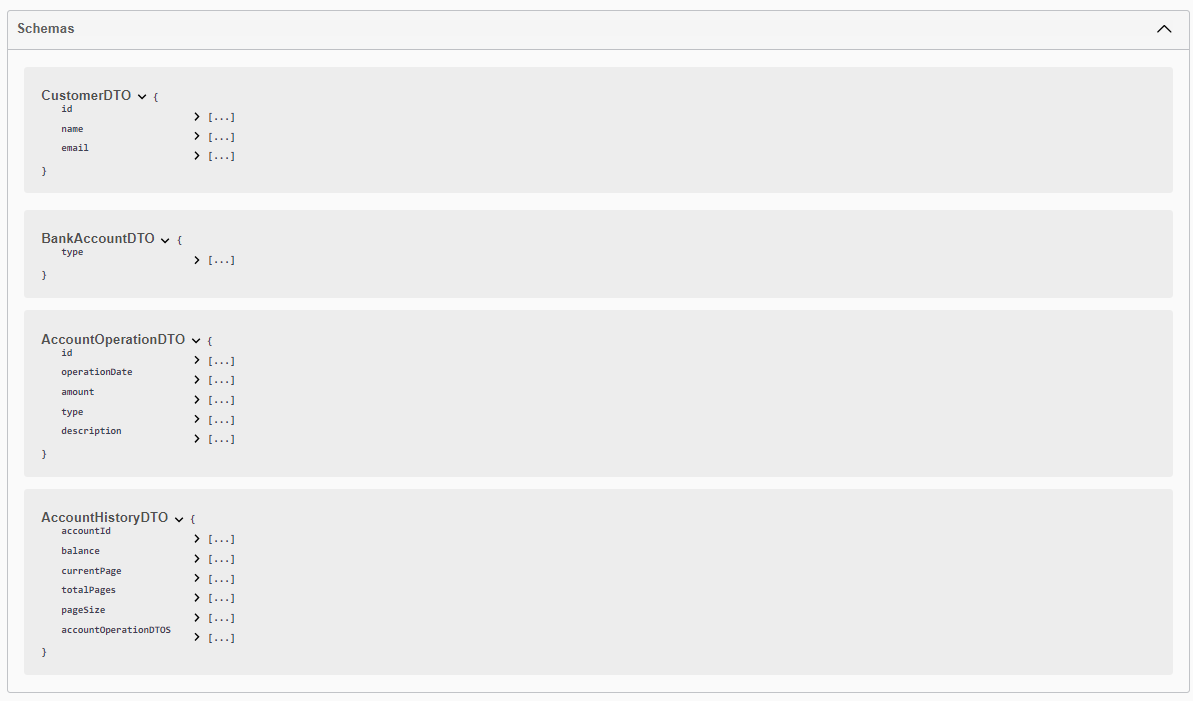 Schemas
CustomerDTO {
id
[...]
name
[...]
email
[...]
}
BankAccountDTO {
type
[...]
}
AccountOperationDTO {
id
[...]
operationDate
[...]
amount
[...]
type
[...]
description
[...]
}
AccountHistoryDTO {
accountId
[...]
balance
[...]
currentPage
[...]
totalPages
[...]
pageSize
[...]
accountOperationDTOS
[...]
}